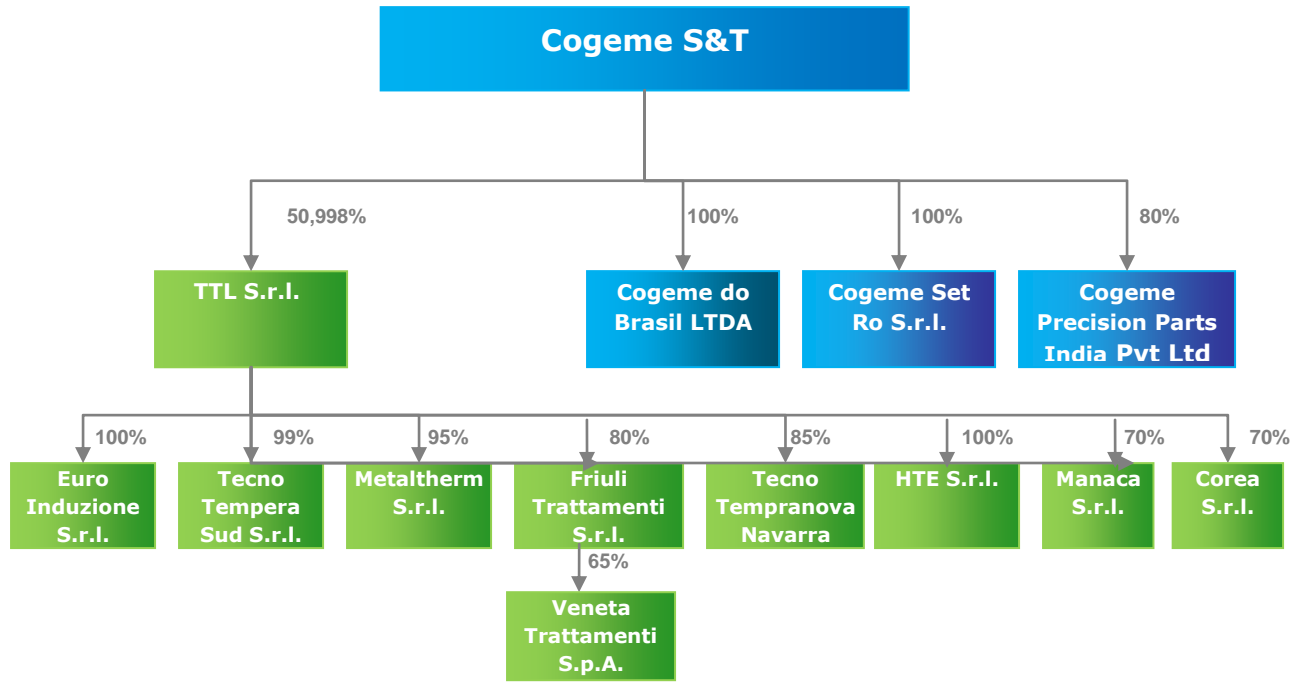 Cogeme S&T
50,998%
100%
100%
80%
TTL S.r.l.
Cogeme do
Brasil LTDA
Cogeme Set
Ro S.r.l.
Cogeme
Precision Parts
India Pvt Ltd
100%
99%
95%
80%
85%
100%
70%
70%
Euro
Induzione
S.r.l.
Tecno
Tempera
Sud S.r.l.
Metaltherm
S.r.l.
Friuli
Trattamenti
S.r.l.
Tecno
Tempranova
Navarra
HTE S.r.l.
Manaca
S.r.l.
Corea
S.r.l.
65%
Veneta
Trattamenti
S.p.A.